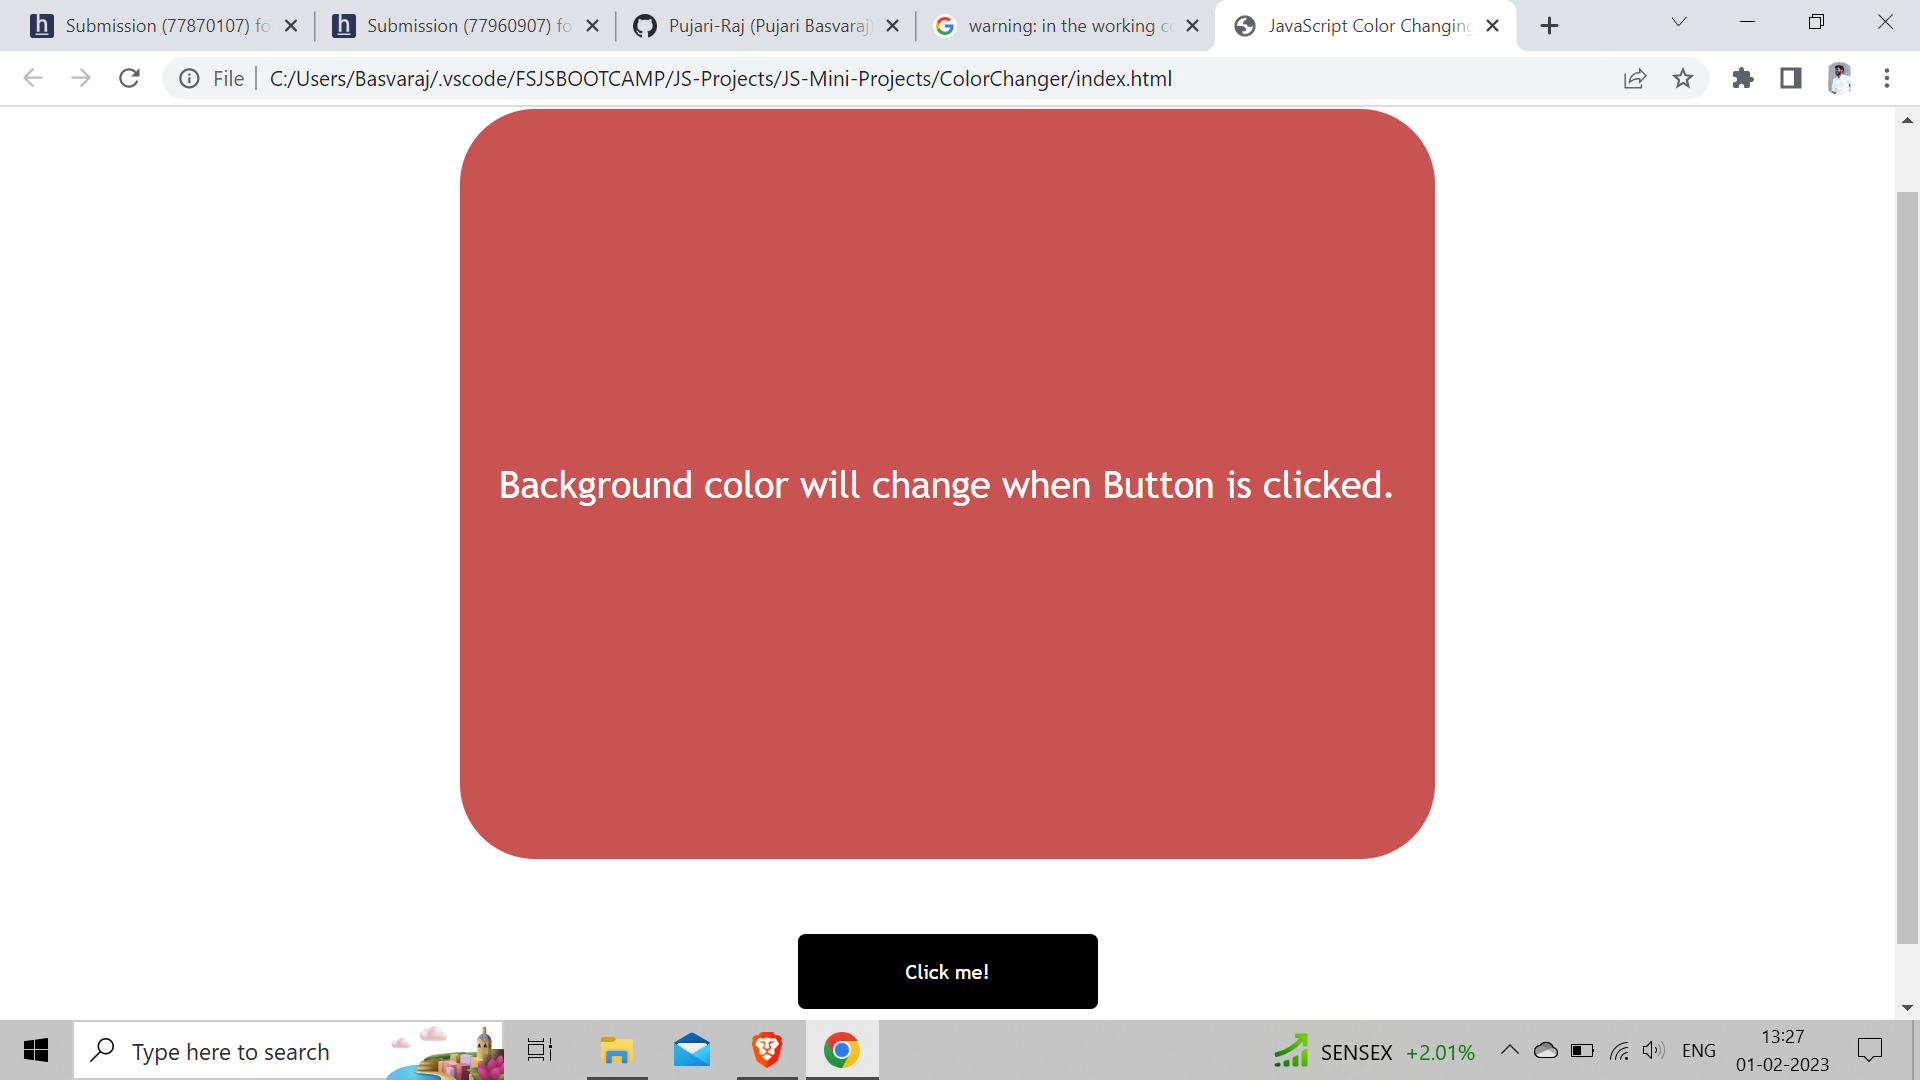 Submission (77870107) fo
Submission (77960907) fo
Pujari-Raj (Pujari Basvaraj)
warning: in the working c
JavaScript Color Changing
File
C:/Users/Basvaraj/.vscode/FSJSBOOTCAMP/JS-Projects/JS-Mini-Projects/ColorChanger/index.html
Background color will change when Button is clicked.
Click me!
Type here to search
SENSEX +2.01%
ENG
13:27
01-02-2023